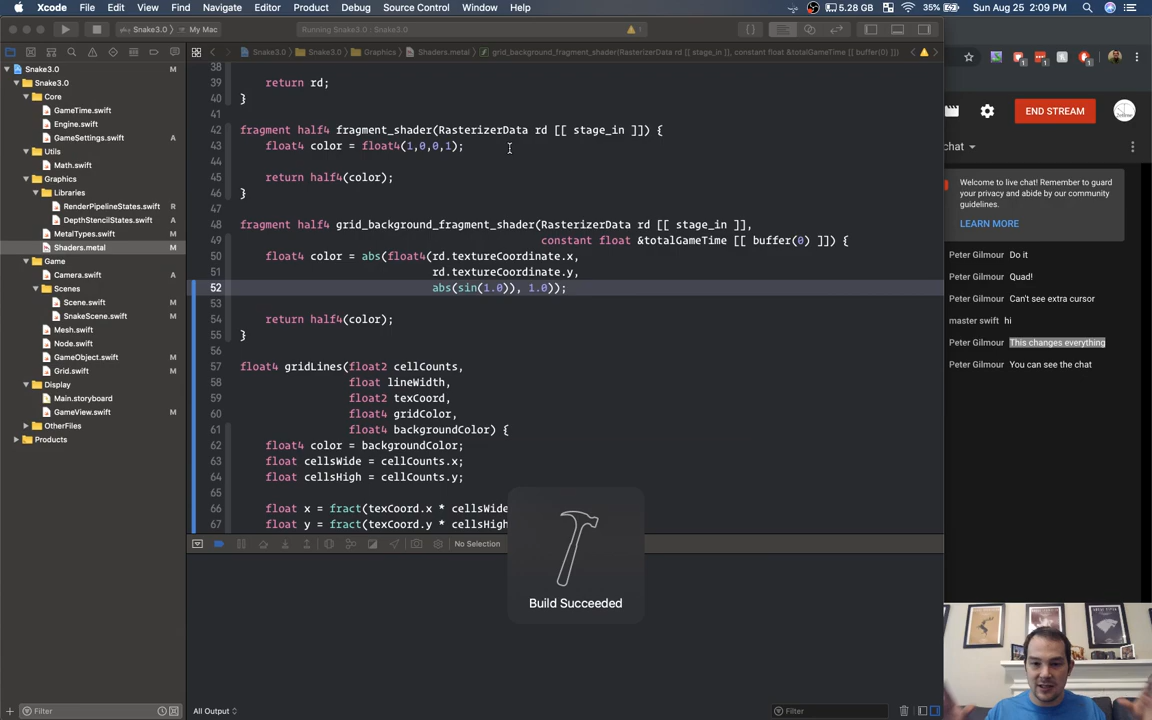 Xcode File Edit View Find Navigate Editor Product Debug Source Control Window Help 5.28 GB 35% Sun Aug 25 2:09 PM
Snake3.0 My Mac Running Snake3.0 : Snake3.0 1
Snake3.0 Snake3.0 Graphics Shaders.metal grid_background_fragment_shader(RasterizerData rd [[ stage_in ]], constant float &totalGameTime [[ buffer(0) ]])
Snake3.0 M
Snake3.0
Core
GameTime.swift
Engine.swift
GameSettings.swift A
Utils
Math.swift
Graphics
Libraries
RenderPipelineStates.swift R
DepthStencilStates.swift A
MetalTypes.swift M
Shaders.metal M
Game
Camera.swift M
Scenes
Scene.swift M
SnakeScene.swift M
Mesh.swift M
Node.swift M
GameObject.swift M
Grid.swift M
Display
Main.storyboard
GameView.swift M
OtherFiles
Products
Filter
38
39 return rd;
40 }
41
42 fragment half4 fragment_shader(RasterizerData rd [[ stage_in ]]) {
43 float4 color = float4(1,0,0,1);
44
45 return half4(color);
46 }
47
48 fragment half4 grid_background_fragment_shader(RasterizerData rd [[ stage_in ]],
49 constant float &totalGameTime [[ buffer(0) ]]) {
50 float4 color = abs(float4(rd.textureCoordinate.x,
51 rd.textureCoordinate.y,
52 abs(sin(1.0)), 1.0));
53
54 return half4(color);
55 }
56
57 float4 gridLines(float2 cellCounts,
58 float lineWidth,
59 float2 texCoord,
60 float4 gridColor,
61 float4 backgroundColor) {
62 float4 color = backgroundColor;
63 float cellsWide = cellCounts.x;
64 float cellsHigh = cellCounts.y;
65
66 float x = fract(texCoord.x * cellsWide
67 float y = fract(texCoord.y * cellsHigh
Build Succeeded
No Selection
All Output
Filter
END STREAM
chat
Welcome to live chat! Remember to
guard your privacy and abide by our
community guidelines.
LEARN MORE
Peter Gilmour Do it
Peter Gilmour Quad!
Peter Gilmour Can't see extra cursor
master swift hi
Peter Gilmour This changes everything
Peter Gilmour You can see the chat